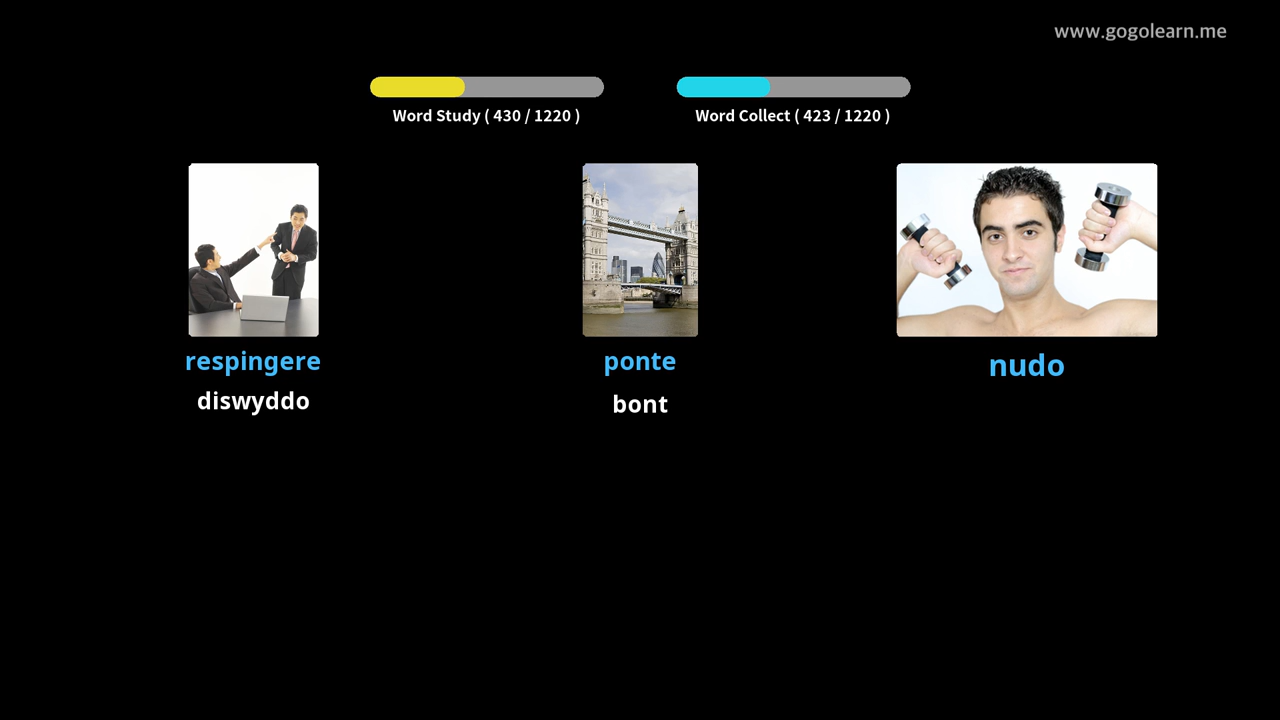 www.gogolearn.me
Word Study ( 430 / 1220 )
Word Collect ( 423 / 1220 )
respingere
diswyddo
ponte
bont
nudo